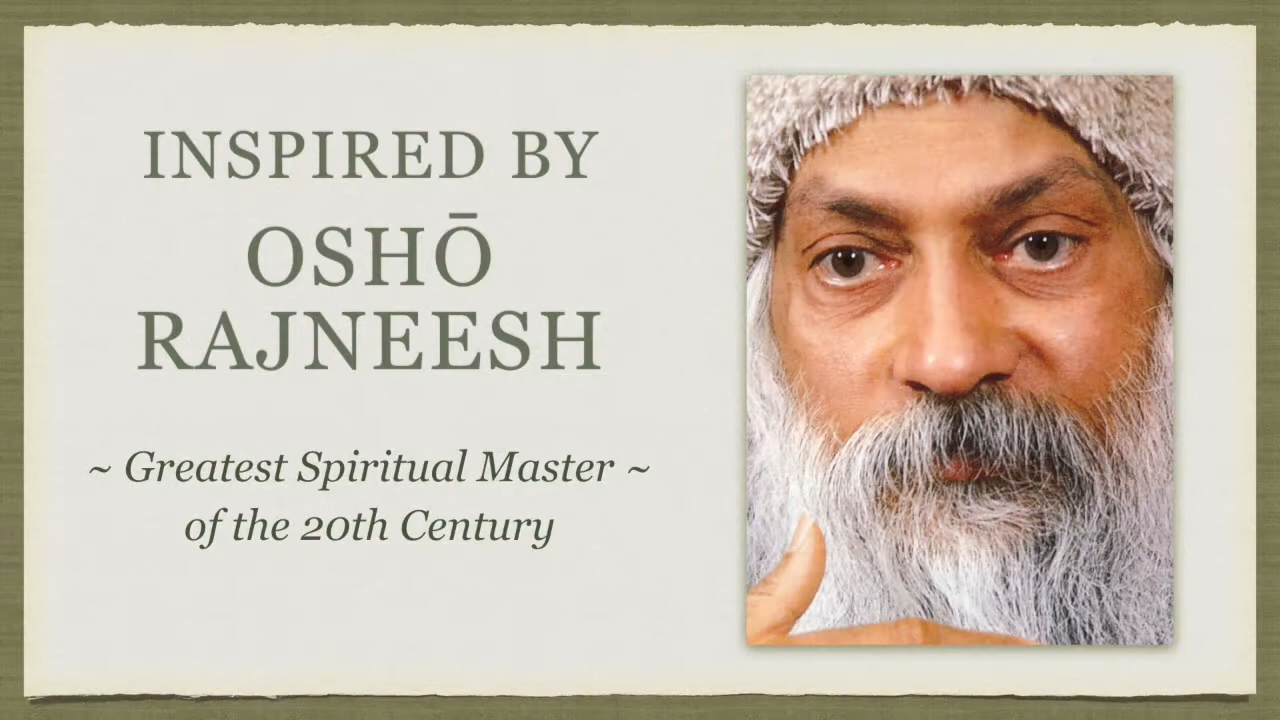 INSPIRED BY
OSHŌ
RAJNEESH
~ Greatest Spiritual Master ~
of the 20th Century